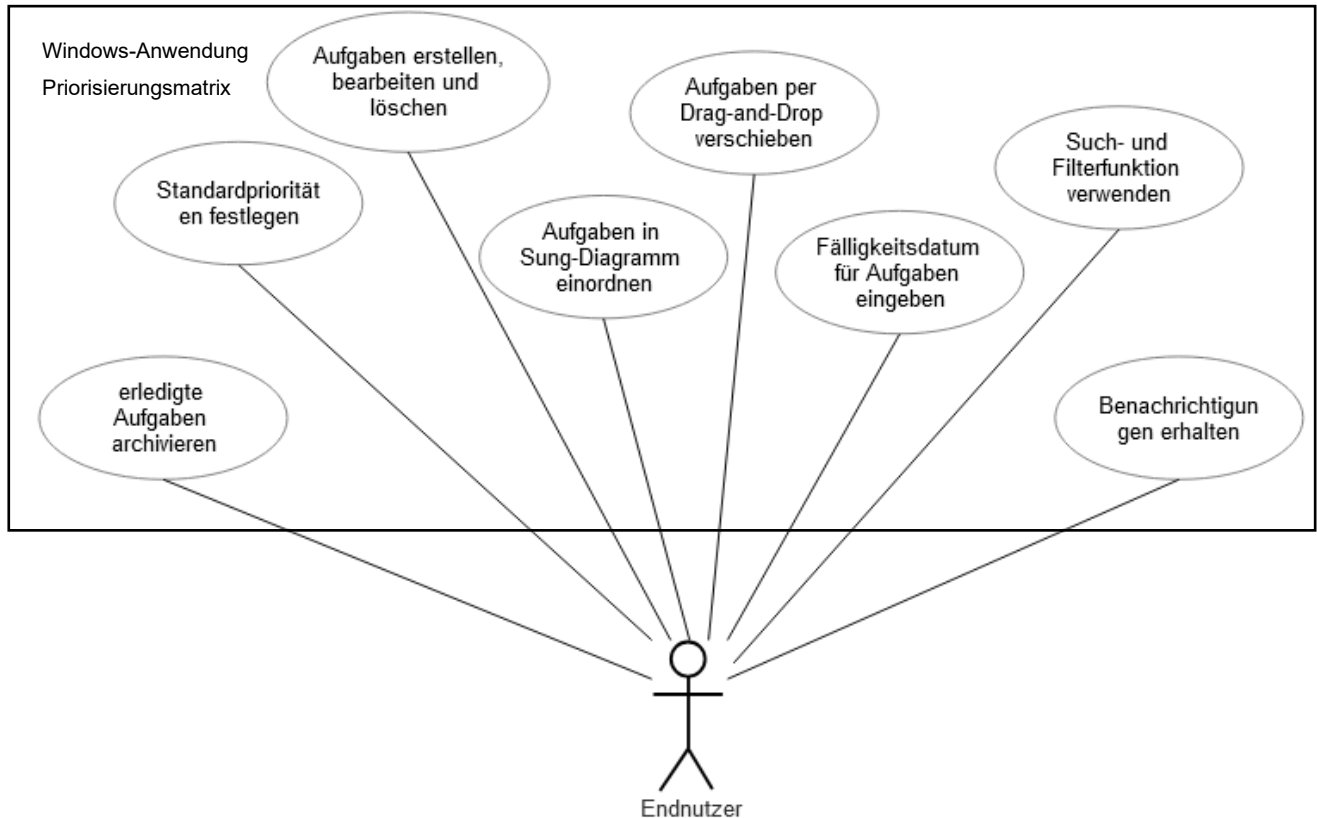 Windows-Anwendung
Priorisierungsmatrix
Aufgaben erstellen,
bearbeiten und
löschen
Aufgaben per
Drag-and-Drop
verschieben
Such- und
Filterfunktion
verwenden
Standardpriorität
en festlegen
Aufgaben in
Sung-Diagramm
einordnen
Fälligkeitsdatum
für Aufgaben
eingeben
erledigte
Aufgaben
archivieren
Benachrichtigun
gen erhalten
Endnutzer